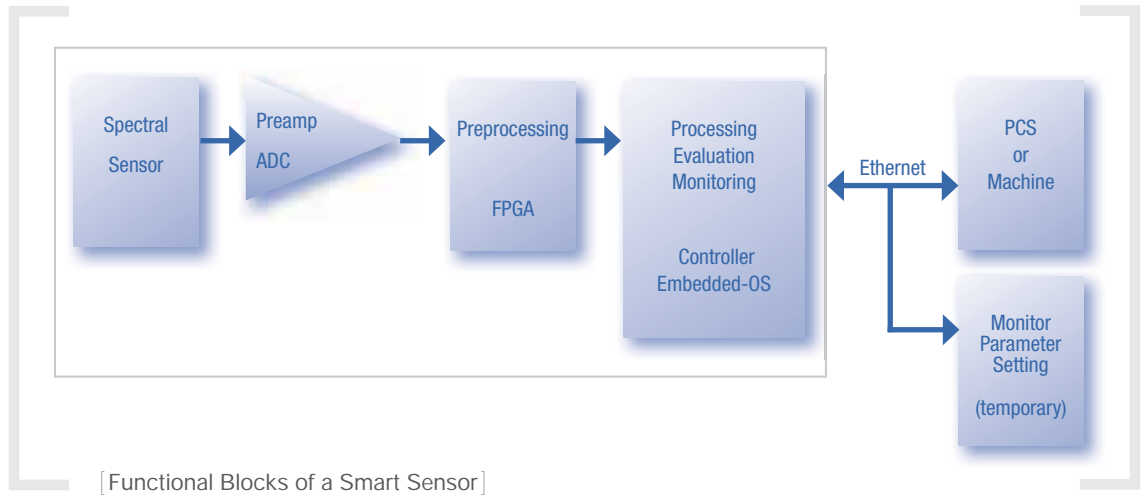 Spectral
Sensor
Preamp
ADC
Preprocessing
FPGA
Processing
Evaluation
Monitoring
Controller
Embedded-OS
Ethernet
PCS
or
Machine
Monitor
Parameter
Setting
(temporary)
[Functional Blocks of a Smart Sensor]